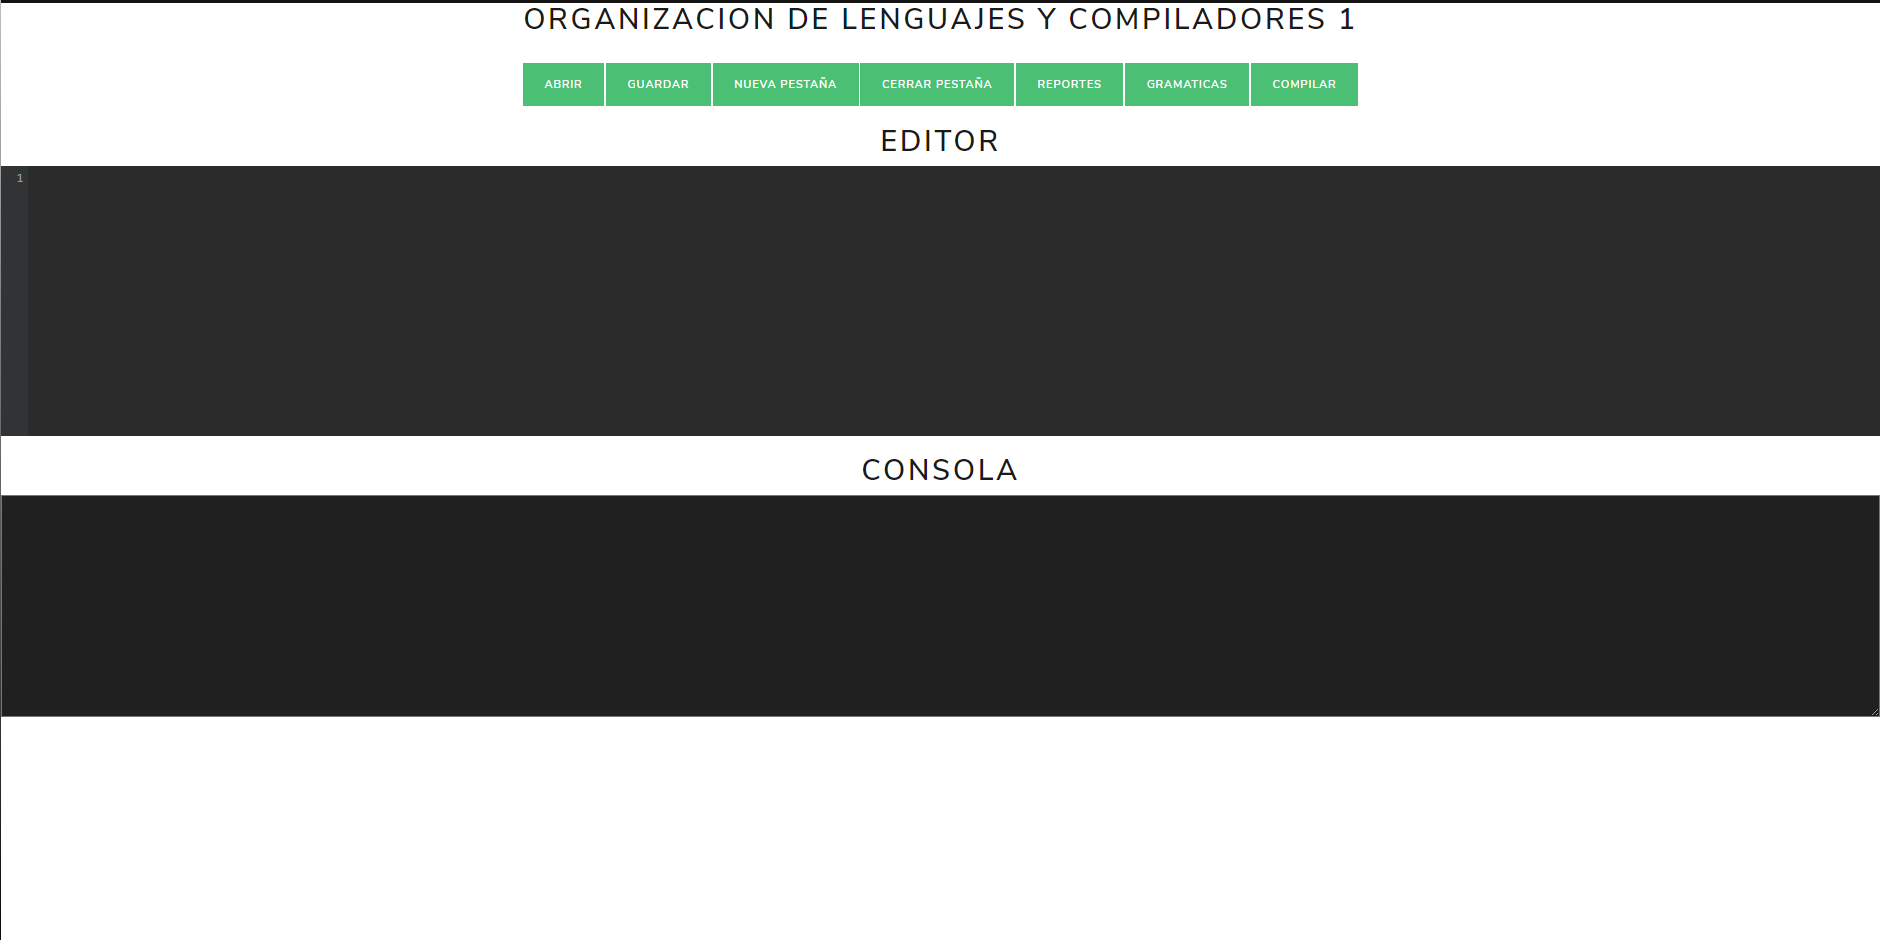 ORGANIZACION DE LENGUAJES Y COMPILADORES 1
ABRIR GUARDAR NUEVA PESTAÑA CERRAR PESTAÑA REPORTES GRAMATICAS COMPILAR
EDITOR
1
CONSOLA